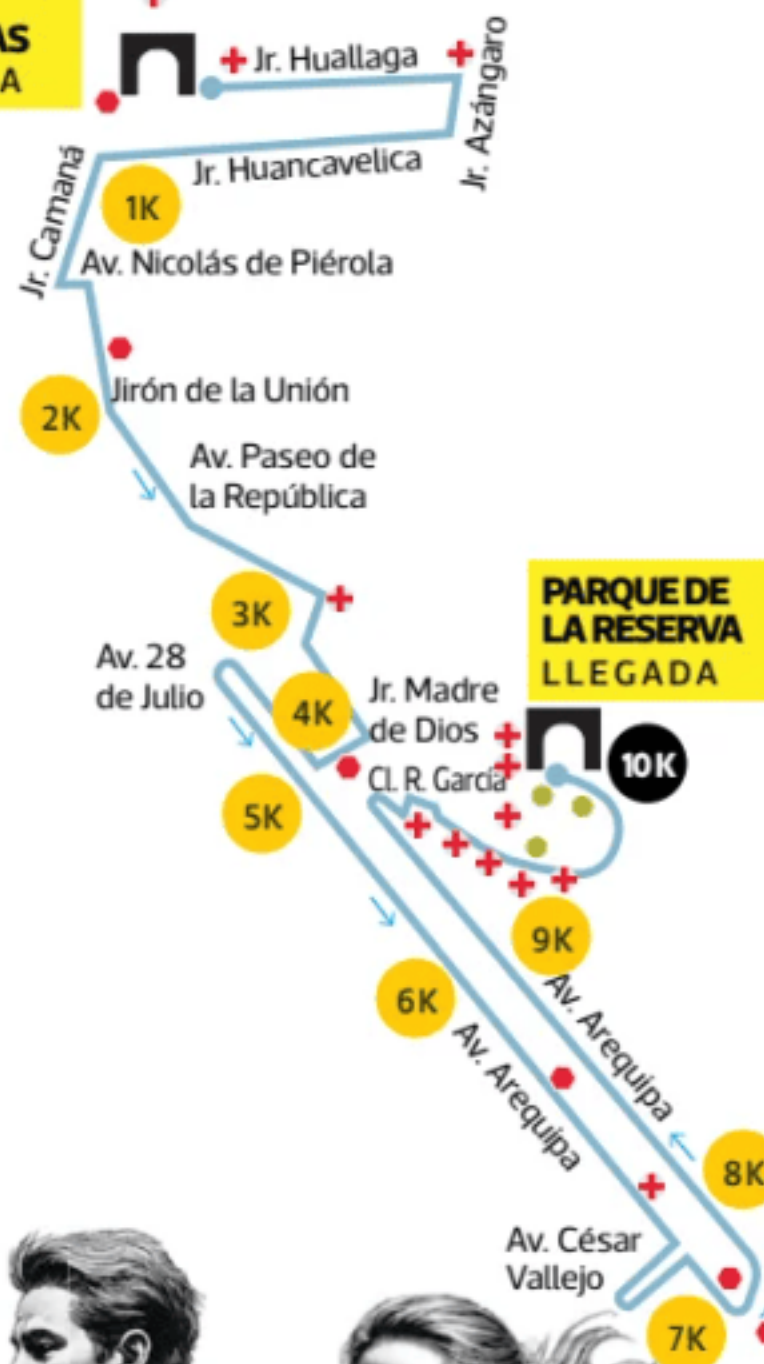 AS
A
Jr. Huallaga
Jr. Azángaro
Jr. Huancavelica
Jr. Camaná
1K
Av. Nicolás de Piérola
Jirón de la Unión
2K
Av. Paseo de
la República
3K
PARQUE DE
LA RESERVA
LLEGADA
Av. 28
de Julio
4K
Jr. Madre
de Dios
10K
Cl. R. García
5K
9K
6K
Av. Arequipa
Av. Arequipa
8K
Av. César
Vallejo
7K